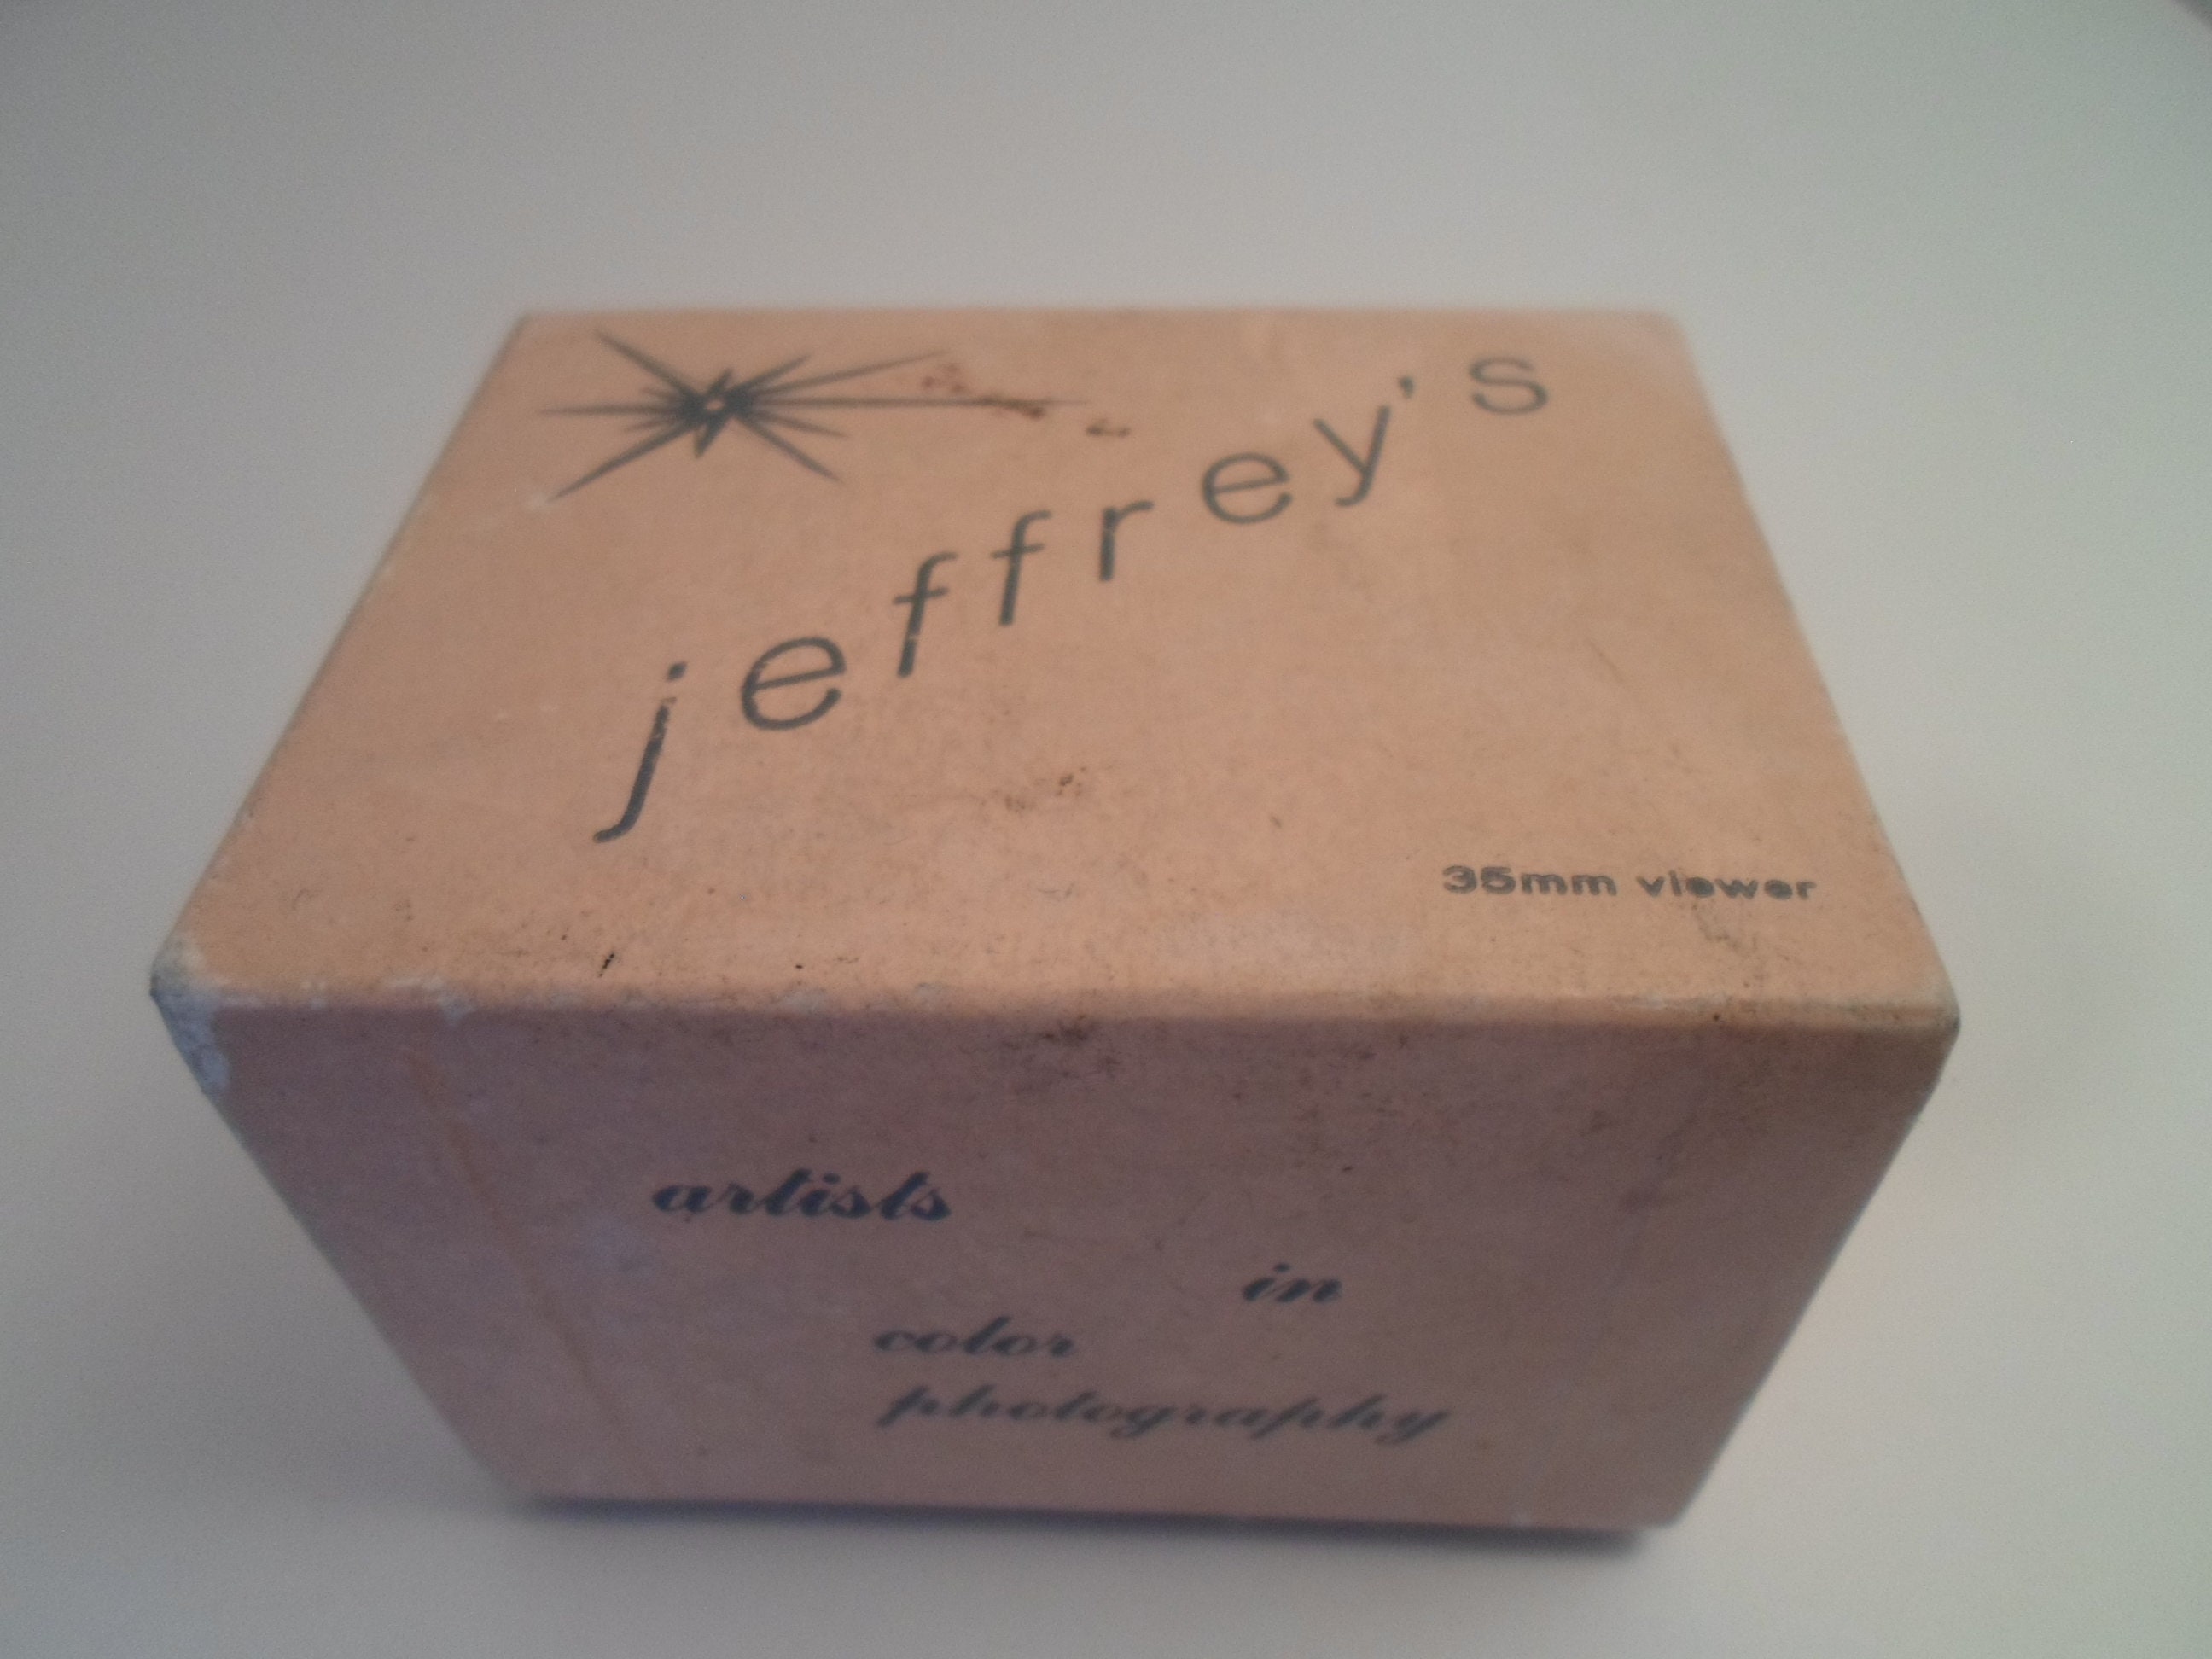 jeffrey's
35mm viewer
artists
in
color
photography